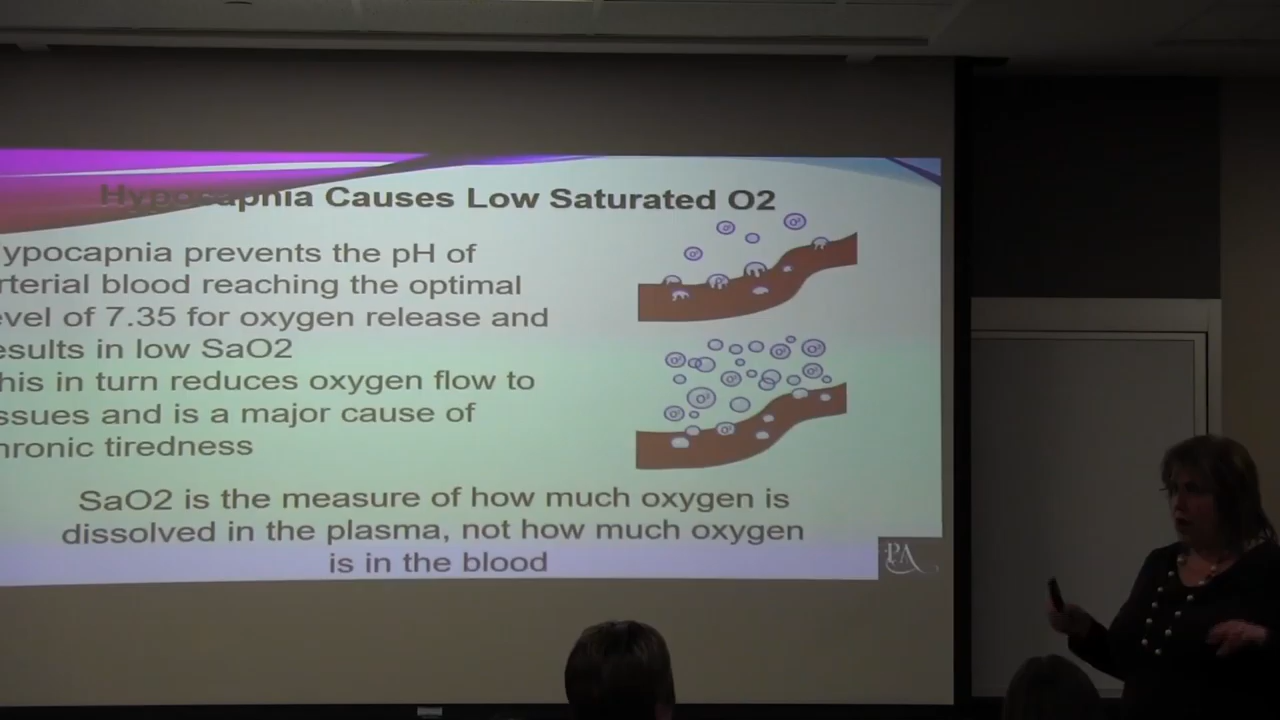 Hypocapnia Causes Low Saturated O2
ypocapnia prevents the pH of
rterial blood reaching the optimal
evel of 7.35 for oxygen release and
esults in low SaO2
his in turn reduces oxygen flow to
ssues and is a major cause of
hronic tiredness
SaO2 is the measure of how much oxygen is
dissolved in the plasma, not how much oxygen
is in the blood
PA